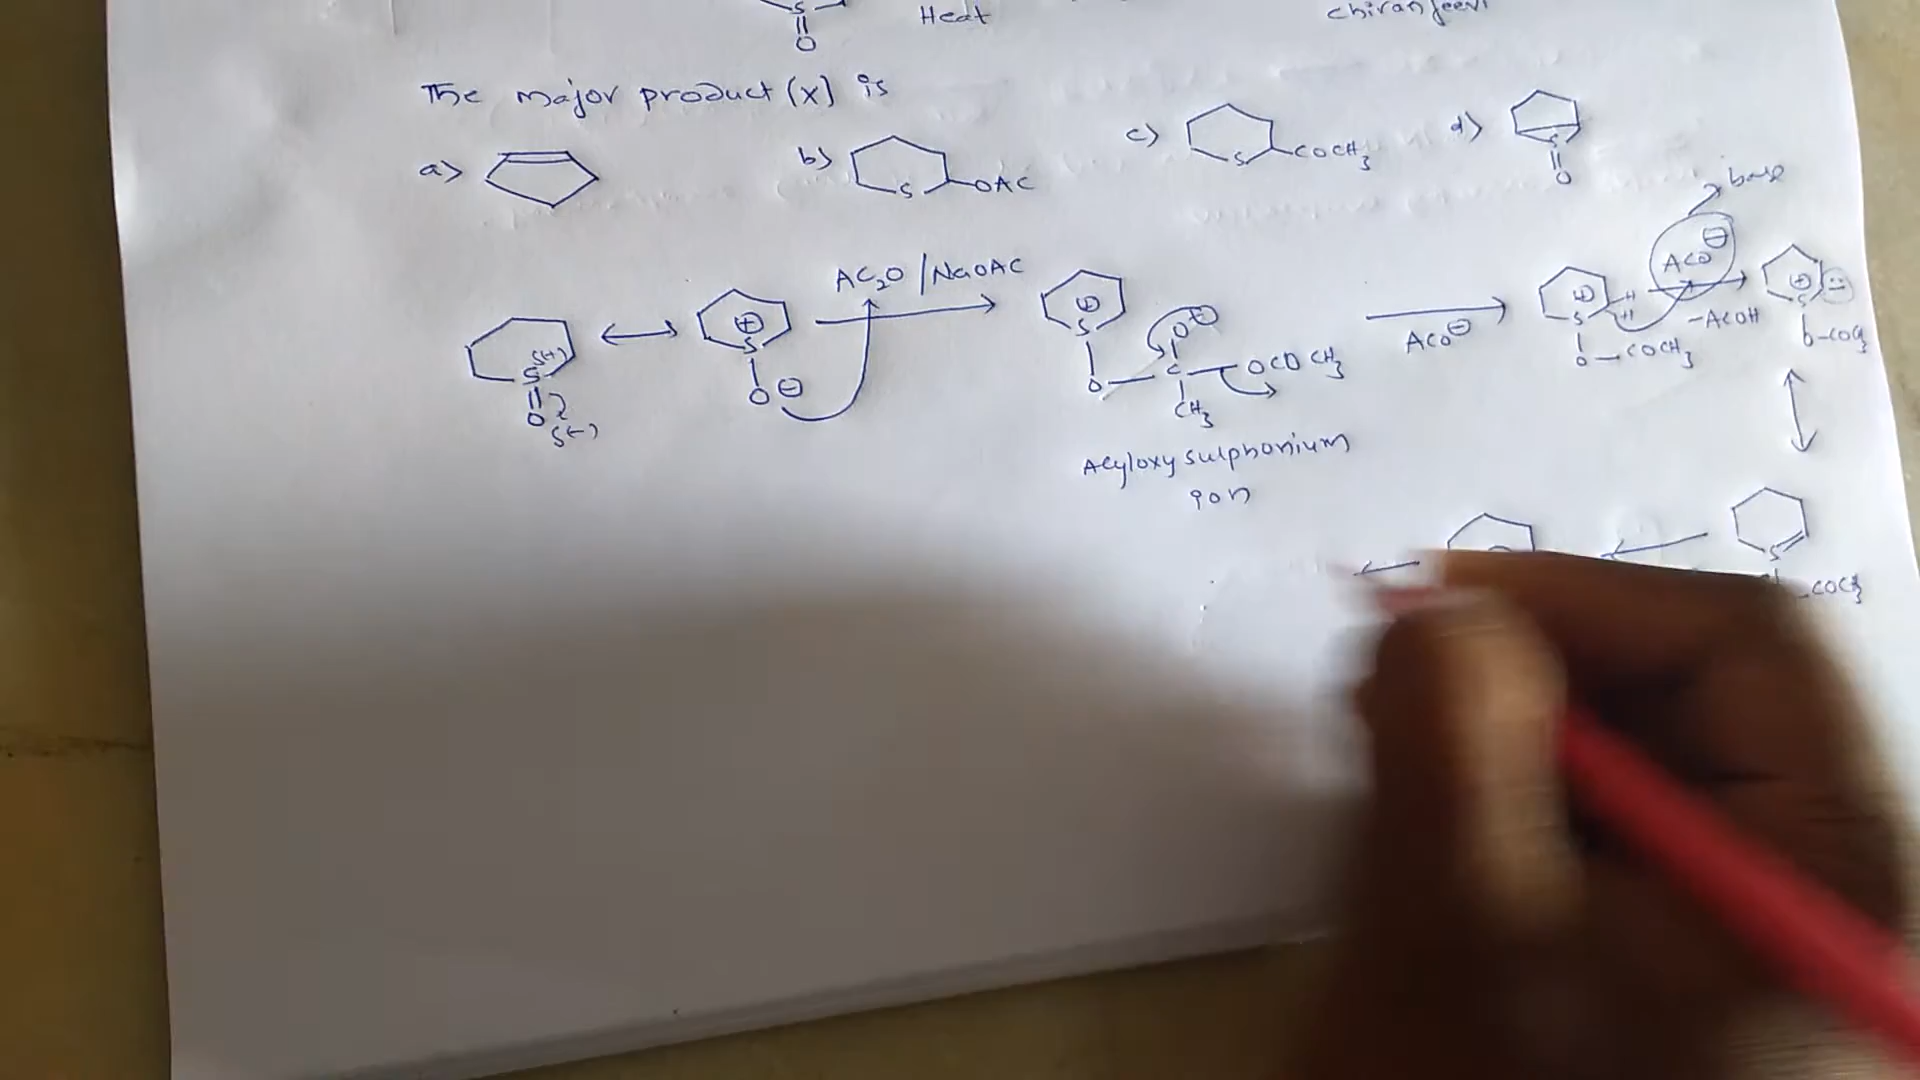 S Heat chiranjeevi
O
The major product (x) is
a) b) S OAC c) S COCH3 d) S
O
base
AC2O / NaOAC
S(+) S O S(-)
⊕ S O ⊖
⊕ S O C O ⊖ OCOCH3 CH3
ACO⊖
⊕ S H H O-COCH3
ACO⊖
-ACOH
⊕ S
Acyloxy sulphonium
ion
S
COCH3